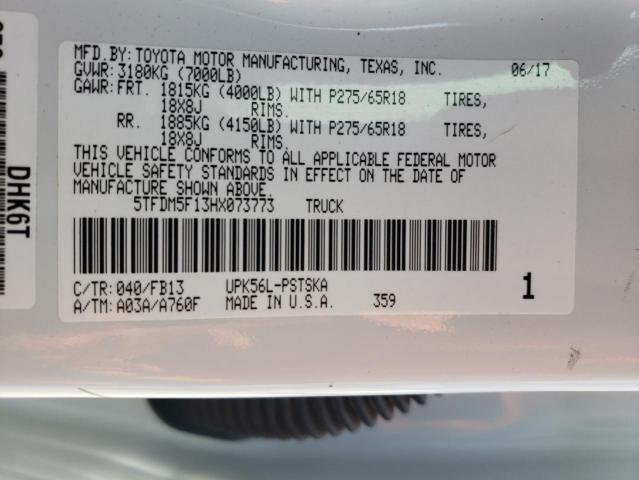 MFD.BY:TOYOTA MOTOR MANUFACTURING, TEXAS, INC. 06/17
GVWR:3180KG (7000LB)
GAWR:FRT. 1815KG (4000LB) WITH P275/65R18 TIRES,
18X8J RIMS.
RR. 1885KG (4150LB) WITH P275/65R18 TIRES,
18X8J RIMS.
THIS VEHICLE CONFORMS TO ALL APPLICABLE FEDERAL MOTOR
VEHICLE SAFETY STANDARDS IN EFFECT ON THE DATE OF
MANUFACTURE SHOWN ABOVE.
5TFDM5F13HX073773 TRUCK
C/TR:040/FB13 UPK56L-PSTSKA
A/TM:A03A/A760F MADE IN U.S.A. 359 1
DHK6T